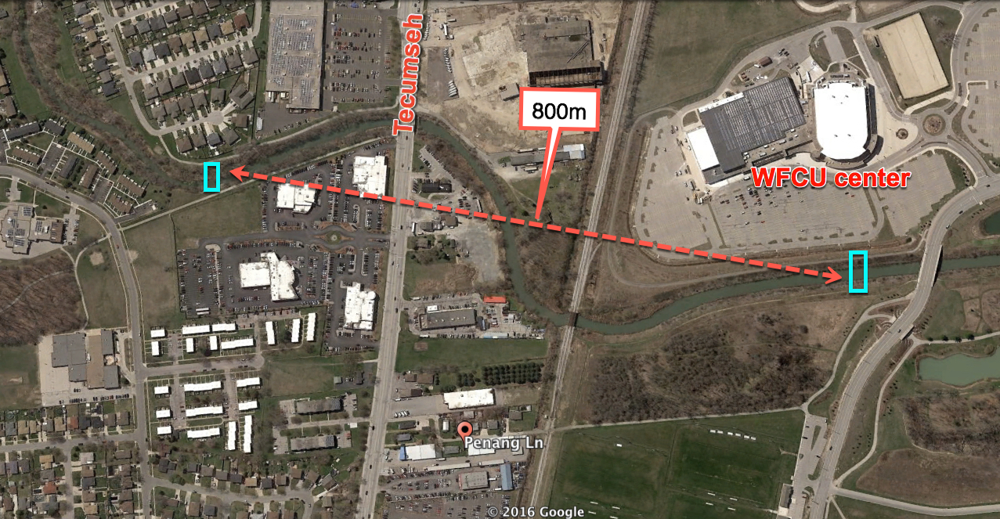 Tecumseh
800m
WFCU center
Penang Ln
© 2016 Google